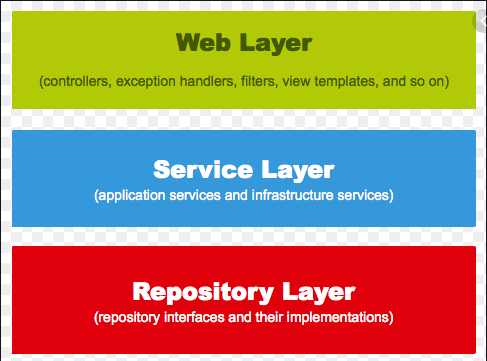 Web Layer
(controllers, exception handlers, filters, view templates, and so on)
Service Layer
(application services and infrastructure services)
Repository Layer
(repository interfaces and their implementations)